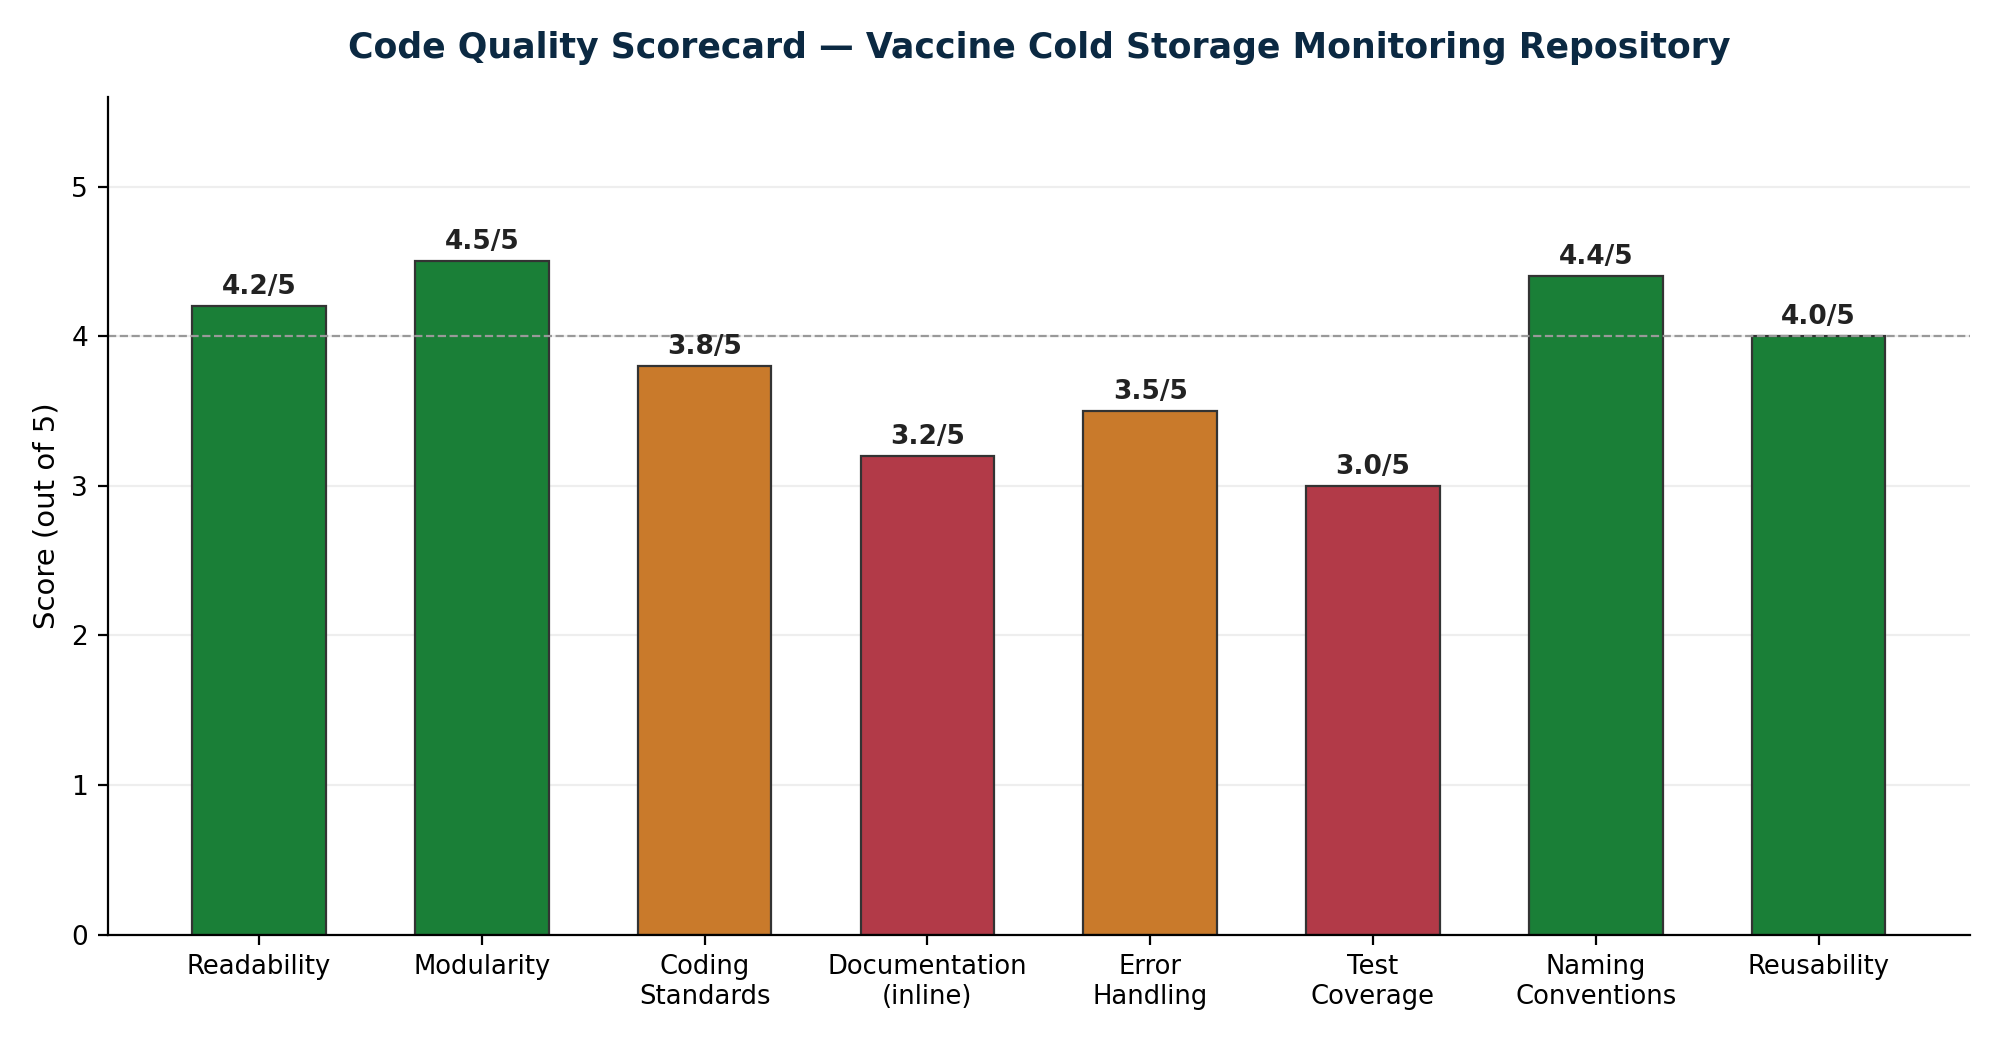 Code Quality Scorecard — Vaccine Cold Storage Monitoring Repository
Score (out of 5)
5
4
3
2
1
0
4.2/5
4.5/5
3.8/5
3.2/5
3.5/5
3.0/5
4.4/5
4.0/5
Readability
Modularity
Coding
Standards
Documentation
(inline)
Error
Handling
Test
Coverage
Naming
Conventions
Reusability